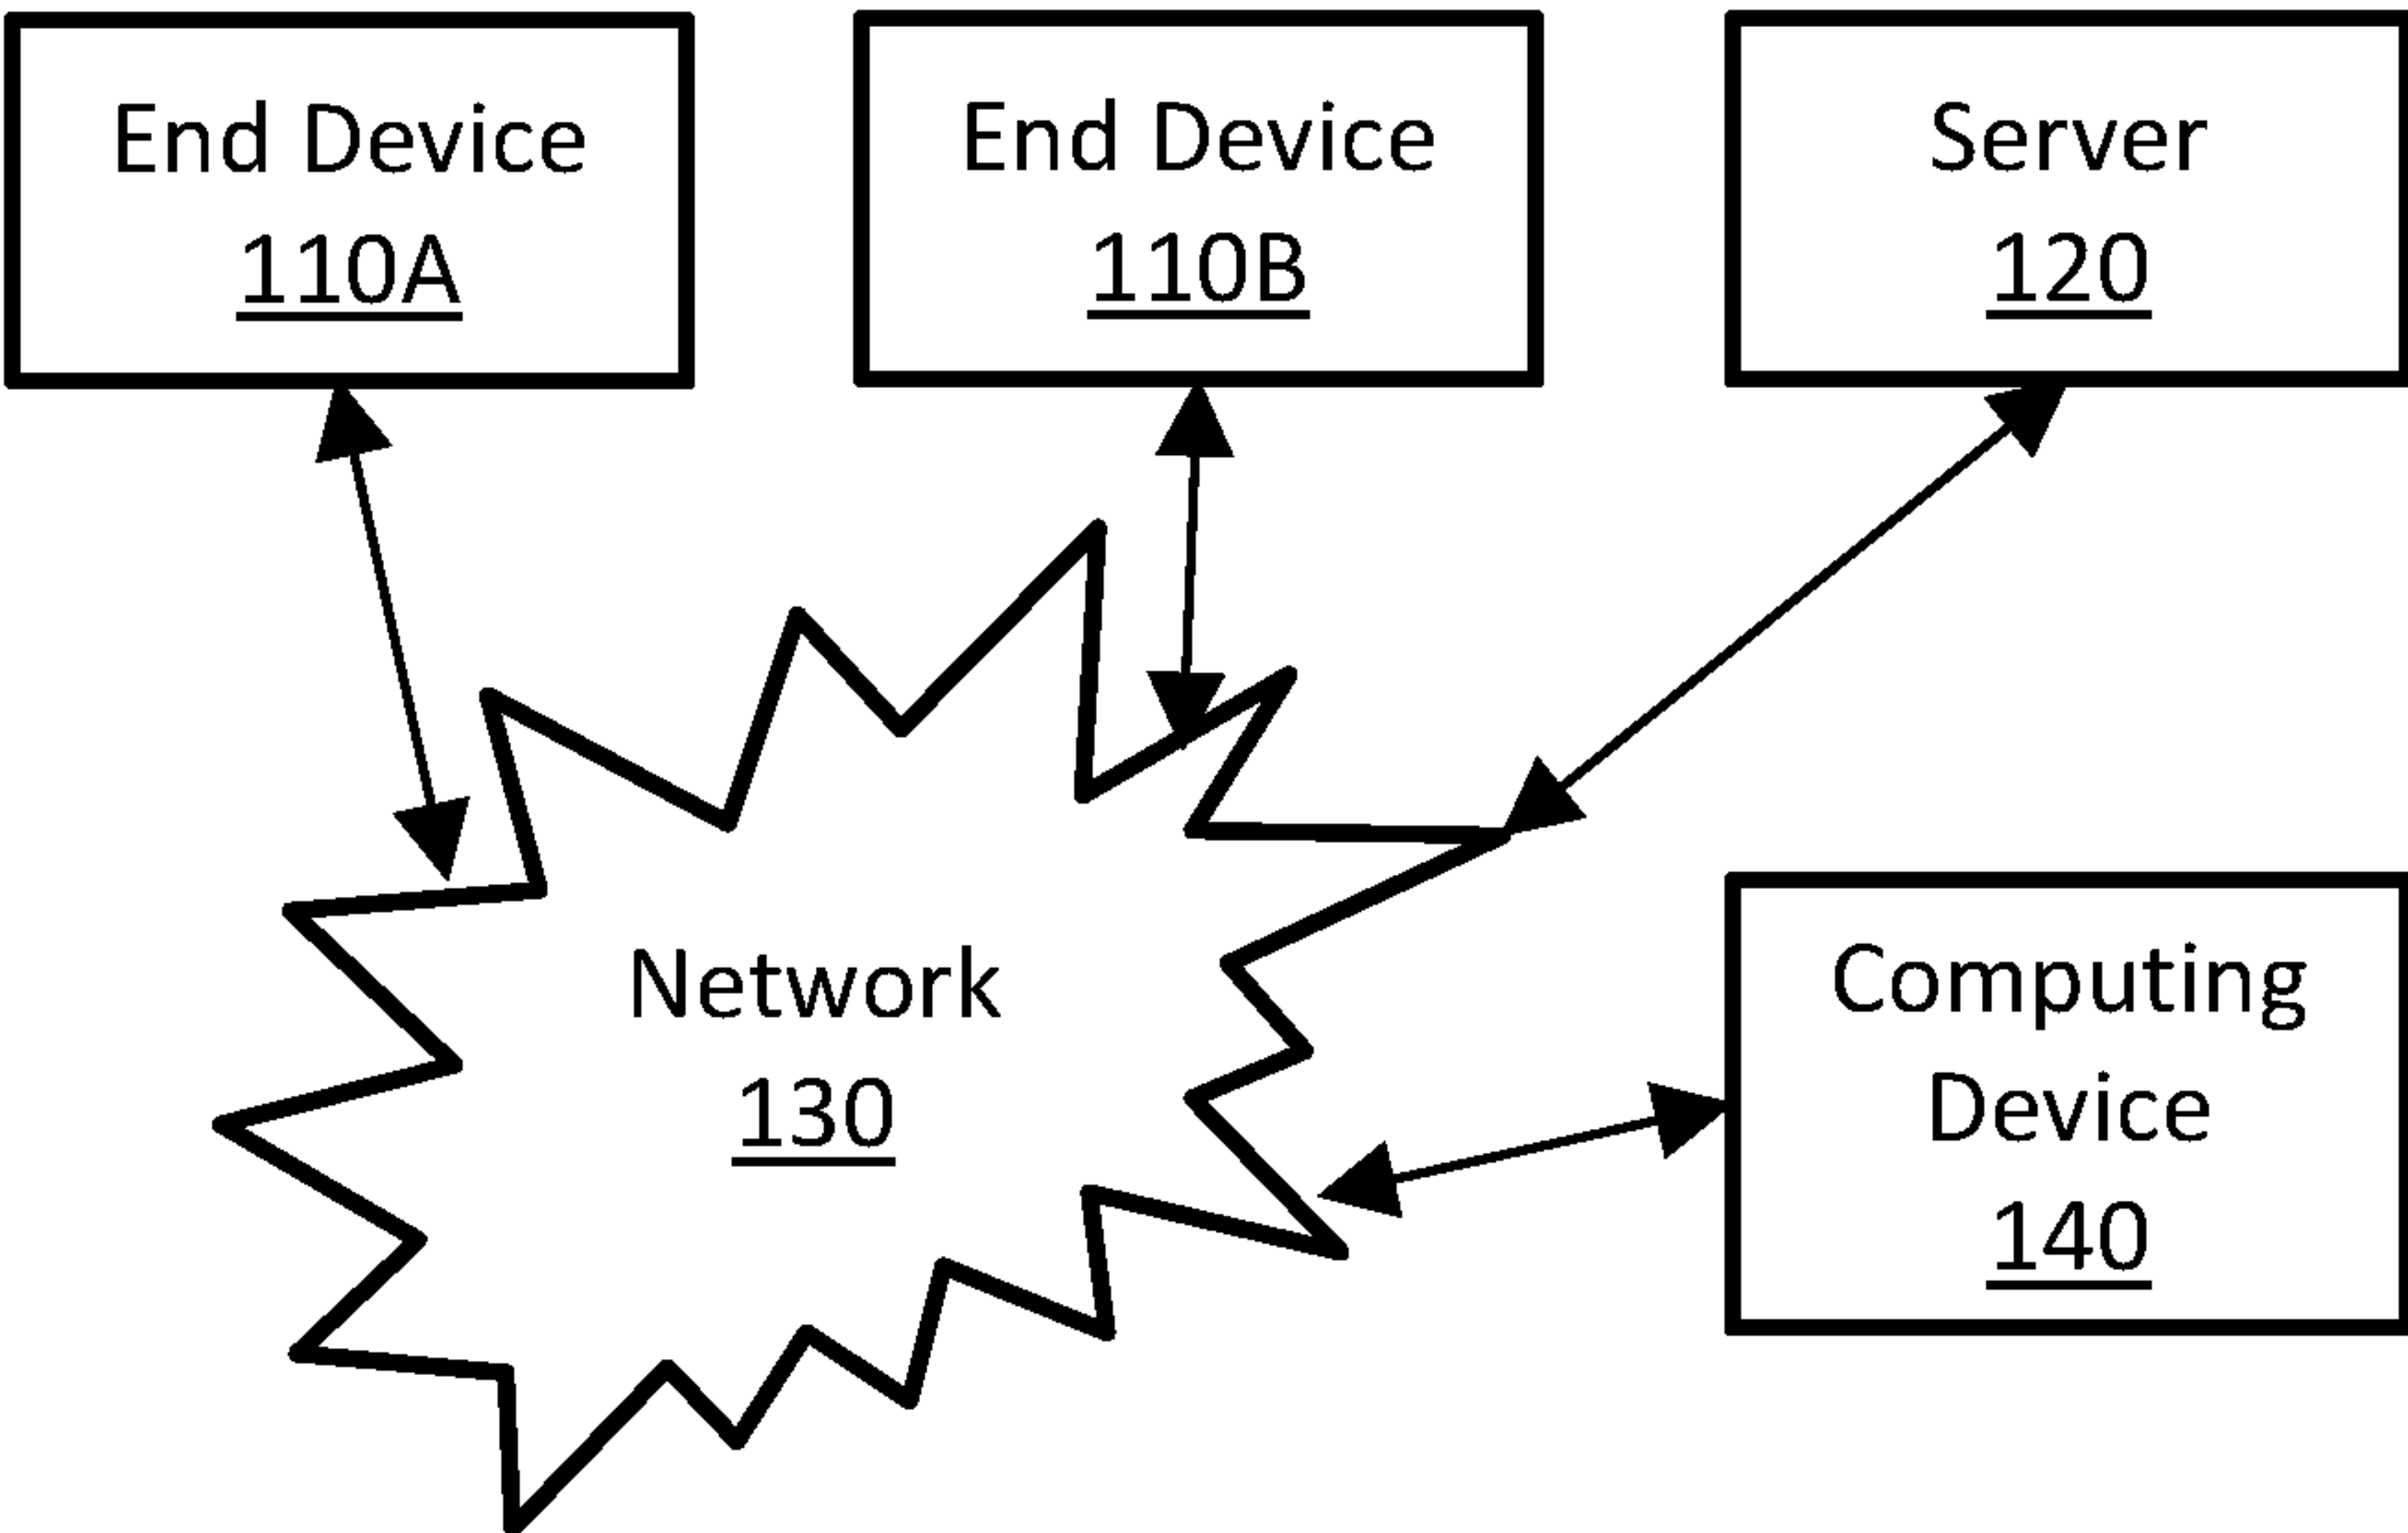 End Device
110A
End Device
110B
Server
120
Network
130
Computing
Device
140